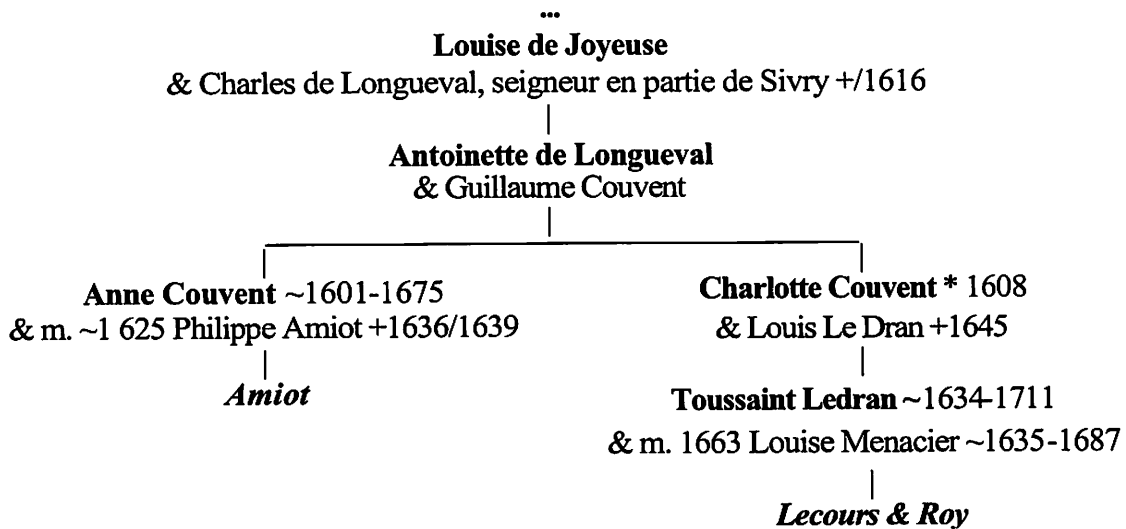 ...
Louise de Joyeuse
& Charles de Longueval, seigneur en partie de Sivry +/1616
Antoinette de Longueval
& Guillaume Couvent
Anne Couvent ~1601-1675
& m. ~1 625 Philippe Amiot +1636/1639
Amiot
Charlotte Couvent * 1608
& Louis Le Dran +1645
Toussaint Ledran ~1634-1711
& m. 1663 Louise Menacier ~1635-1687
Lecours & Roy